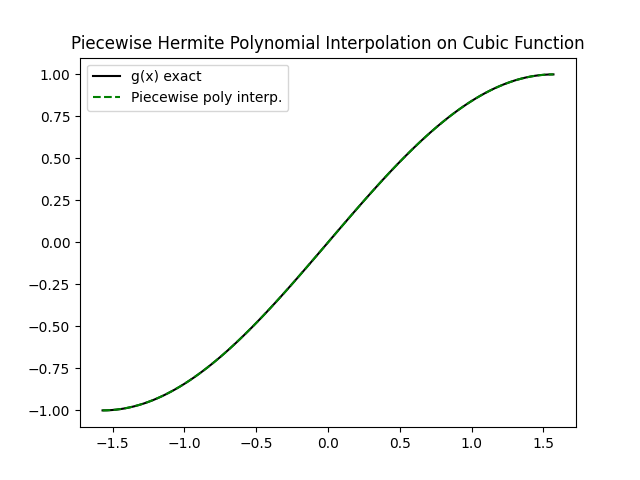 Piecewise Hermite Polynomial Interpolation on Cubic Function
g(x) exact
Piecewise poly interp.
1.00
0.75
0.50
0.25
0.00
−0.25
−0.50
−0.75
−1.00
−1.5 −1.0 −0.5 0.0 0.5 1.0 1.5